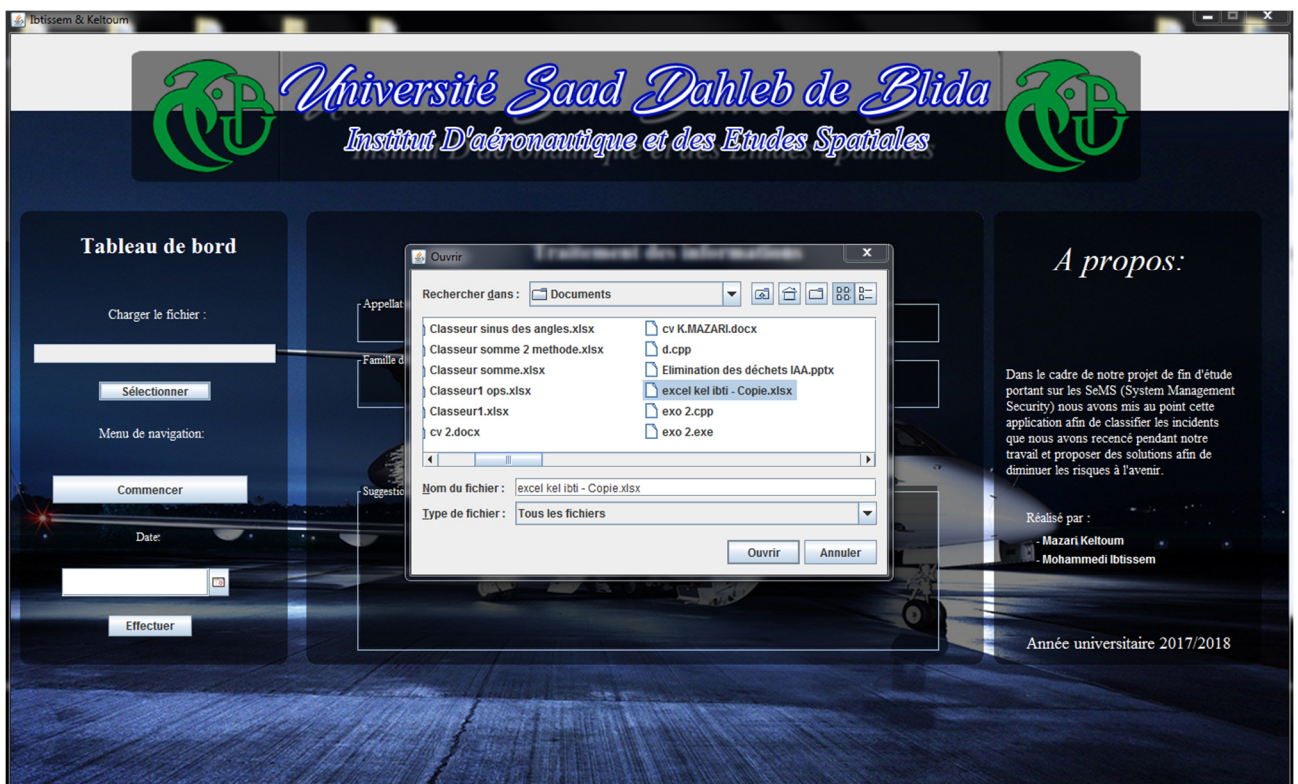 Ibtissem & Keltoum
Université Saad Dahleb de Blida
Institut D'aéronautique et des Etudes Spatiales
Tableau de bord
Charger le fichier :
Sélectionner
Menu de navigation:
Commencer
Date:
Effectuer
Traitement des informations
Appellat
Famille d
Suggestio
Ouvrir
Rechercher dans :
Documents
Classeur sinus des angles.xlsx
Classeur somme 2 methode.xlsx
Classeur somme.xlsx
Classeur1 ops.xlsx
Classeur1.xlsx
cv 2.docx
cv K.MAZARI.docx
d.cpp
Elimination des déchets IAA.pptx
excel kel ibti - Copie.xlsx
exo 2.cpp
exo 2.exe
Nom du fichier : excel kel ibti - Copie.xlsx
Type de fichier : Tous les fichiers
Ouvrir
Annuler
A propos:
Dans le cadre de notre projet de fin d'étude
portant sur les SeMS (System Management
Security) nous avons mis au point cette
application afin de classifier les incidents
que nous avons recencé pendant notre
travail et proposer des solutions afin de
diminuer les risques à l'avenir.
Réalisé par :
- Mazari Keltoum
- Mohammedi Ibtissem
Année universitaire 2017/2018